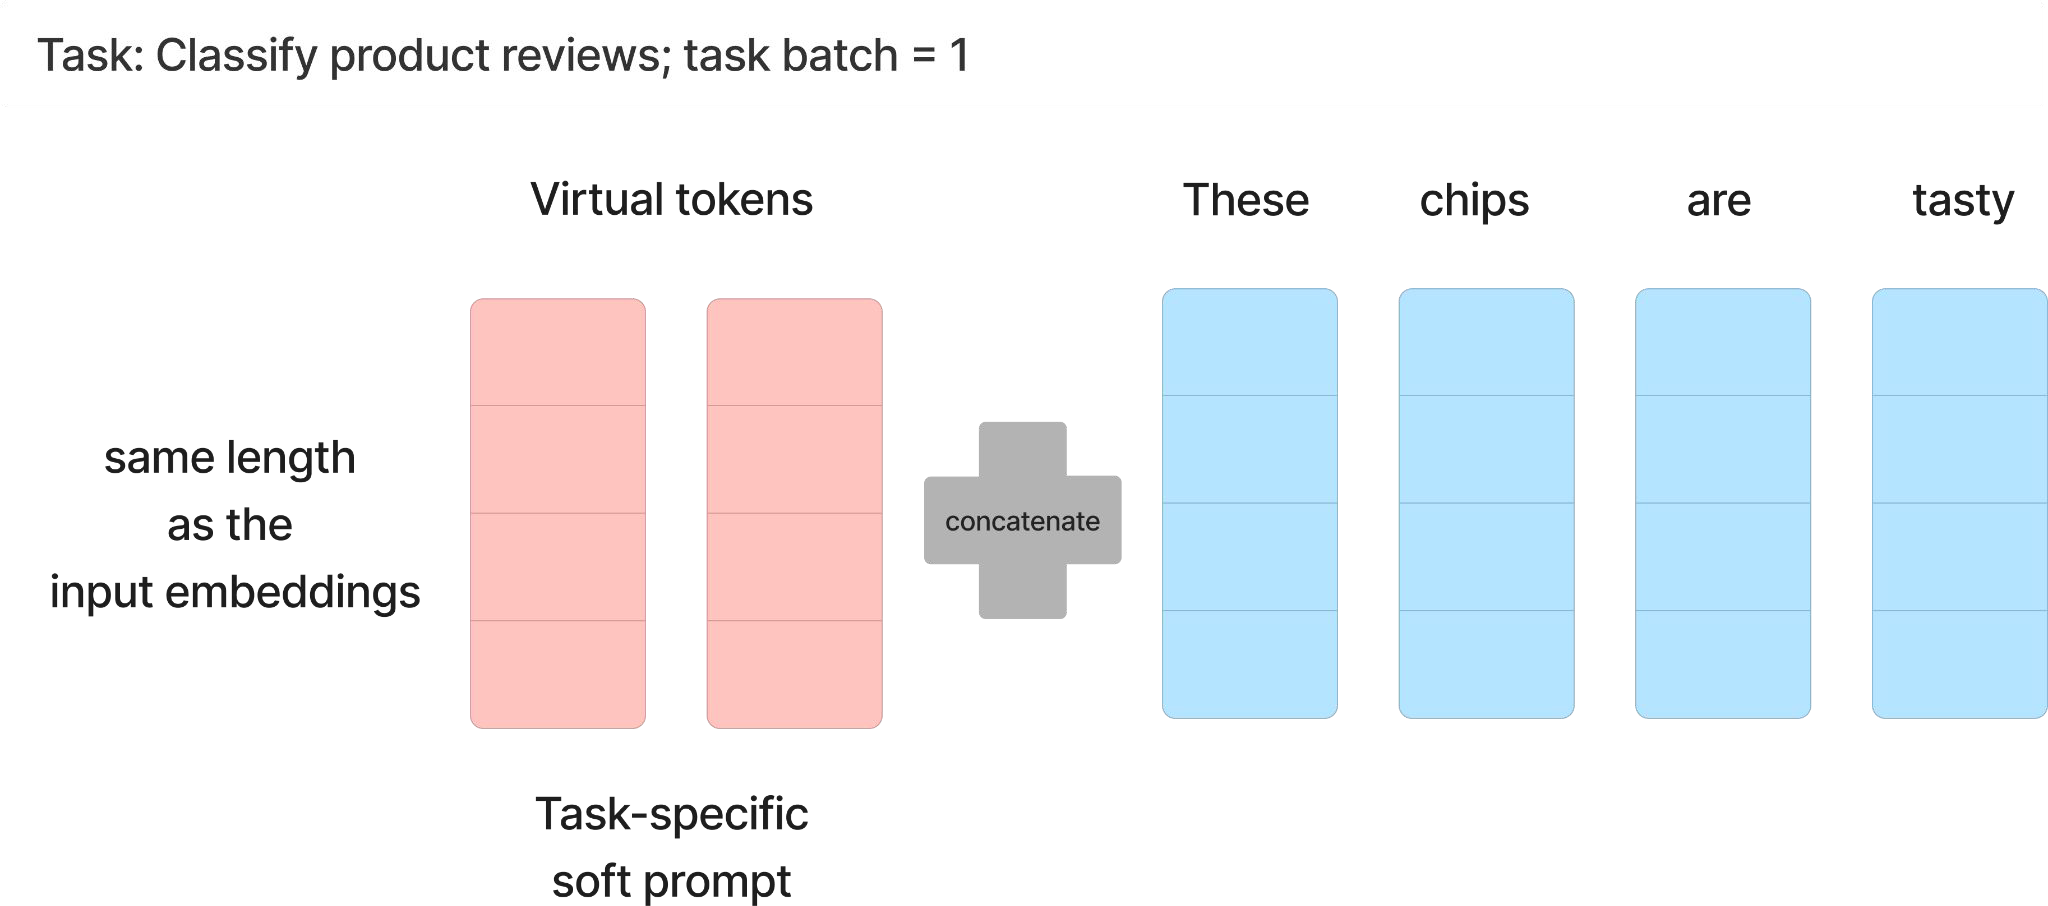 Task: Classify product reviews; task batch = 1
Virtual tokens
These chips are tasty
same length
as the
input embeddings
concatenate
Task-specific
soft prompt